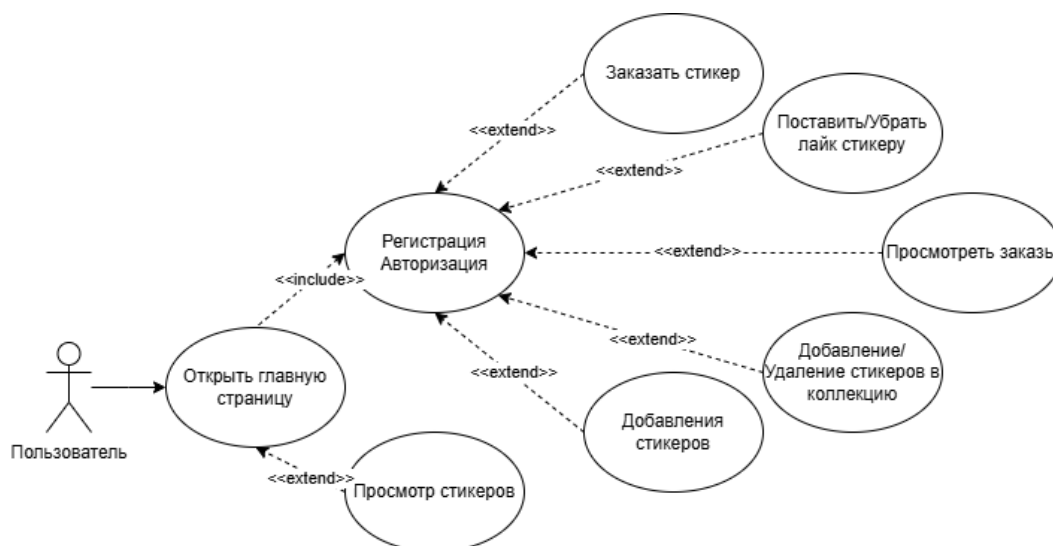 Заказать стикер
<<extend>>
Поставить/Убрать
лайк стикеру
<<extend>>
Регистрация
Авторизация
<<extend>>
Просмотреть заказы
<<include>>
<<extend>>
Добавление/
Удаление стикеров в
коллекцию
Открыть главную
страницу
<<extend>>
Добавления
стикеров
Пользователь
<<extend>>
Просмотр стикеров